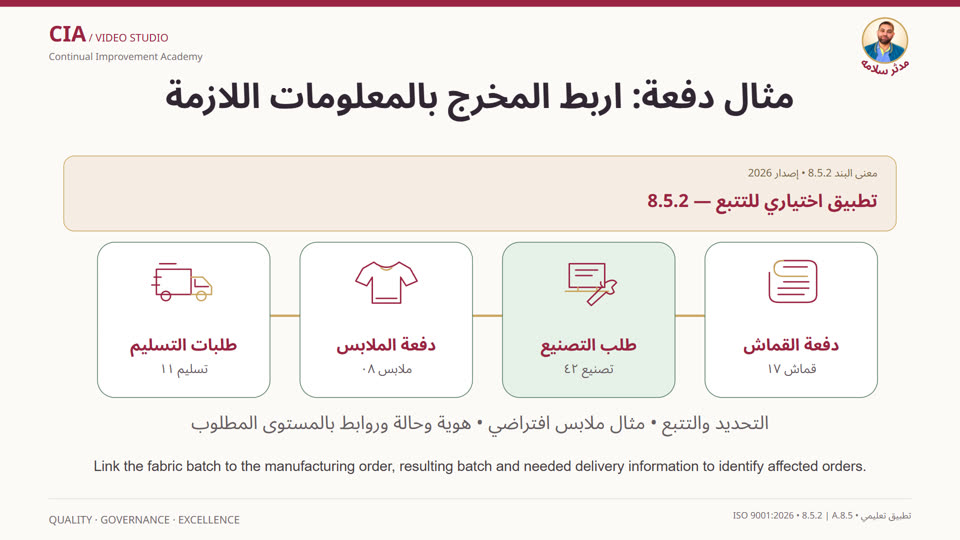 CIA / VIDEO STUDIO
Continual Improvement Academy
مدثر سلامه
مثال دفعة: اربط المخرج بالمعلومات اللازمة
معنى البند 8.5.2 • إصدار 2026
تطبيق اختياري للتتبع — 8.5.2
دفعة القماش
قماش ١٧
طلب التصنيع
تصنيع ٤٢
دفعة الملابس
ملابس ٠٨
طلبات التسليم
تسليم ١١
التحديد والتتبع • مثال ملابس افتراضي • هوية وحالة وروابط بالمستوى المطلوب
Link the fabric batch to the manufacturing order, resulting batch and needed delivery information to identify affected orders.
QUALITY · GOVERNANCE · EXCELLENCE
تطبيق تعليمي • ISO 9001:2026 • 8.5.2 | A.8.5